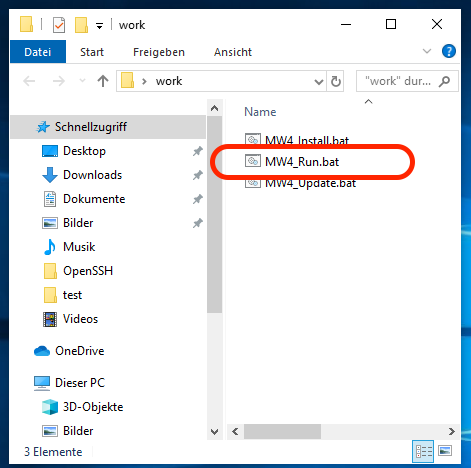 work
Datei Start Freigeben Ansicht
work "work" dur...
Name
Schnellzugriff
MW4_Install.bat
Desktop
MW4_Run.bat
Downloads
MW4_Update.bat
Dokumente
Bilder
Musik
OpenSSH
test
Videos
OneDrive
Dieser PC
3D-Objekte
Bilder
3 Elemente